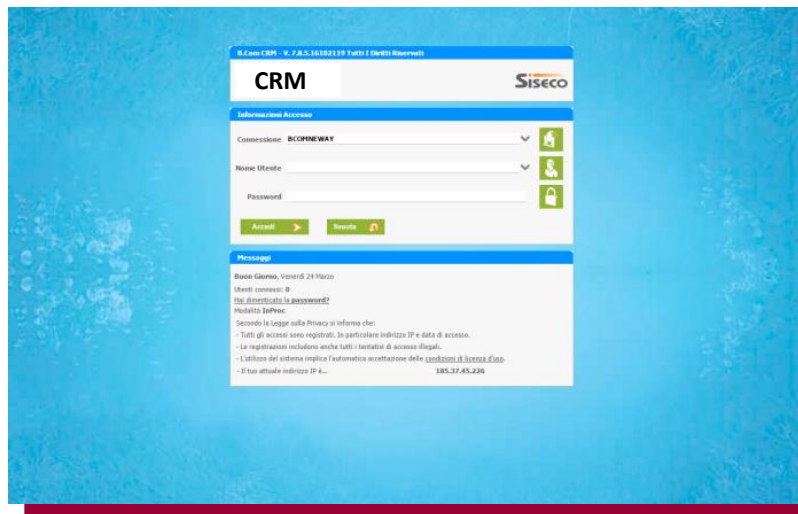 B.Com CRM - V. 7.8.5.16102119 Tutti I Diritti Riservati
CRM
Siseco
Informazioni Accesso
Connessione BCOMNEWAY
Nome Utente
Password
Accedi
Svuota
Messaggi
Buon Giorno, Venerdì 24 Marzo
Utenti connessi: 0
Hai dimenticato la password?
Modalità InProc
Secondo la Legge sulla Privacy si informa che:
- Tutti gli accessi sono registrati. In particolare indirizzo IP e data di accesso.
- Le registrazioni includono anche tutti i tentativi di accesso illegali.
- L'utilizzo del sistema implica l'automatica accettazione delle condizioni di licenza d'uso.
- Il tuo attuale indirizzo IP è... 185.37.45.226